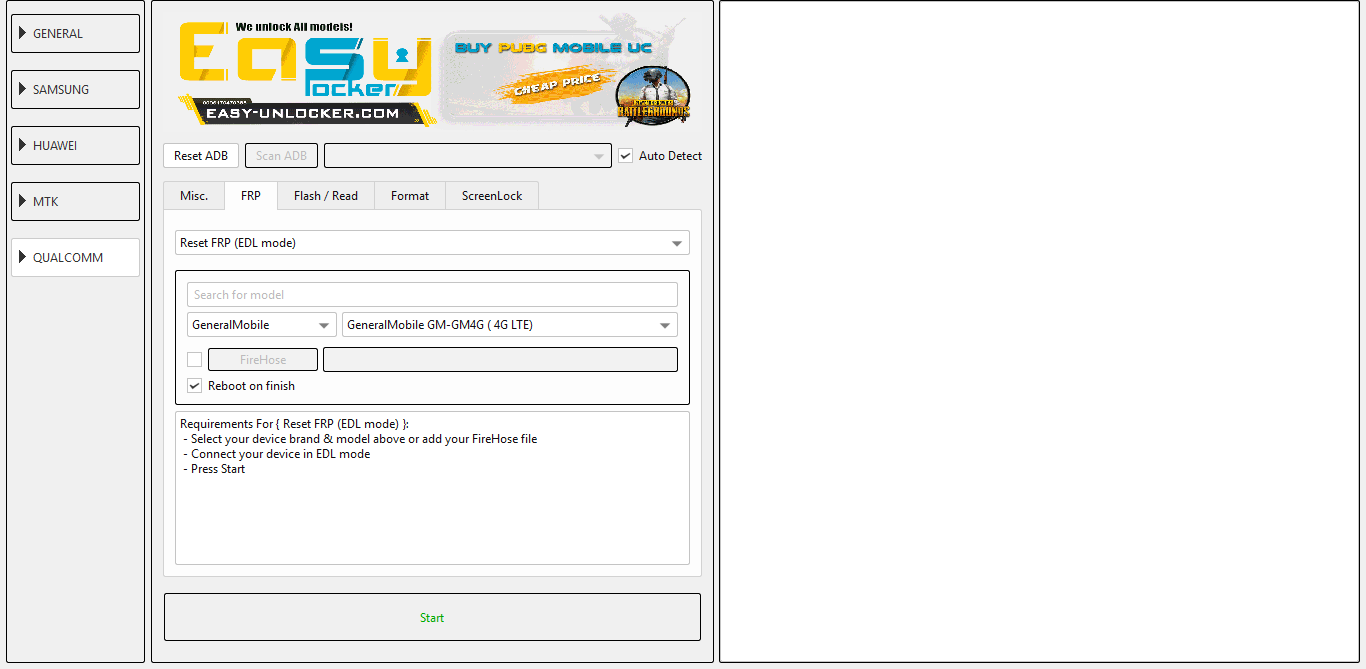 GENERAL
SAMSUNG
HUAWEI
MTK
QUALCOMM
We unlock All models!
Easy
locker
EASY-UNLOCKER.COM
BUY PUBG MOBILE UC
CHEAP PRICE
BATTLEGROUNDS
Reset ADB
Scan ADB
Auto Detect
Misc.
FRP
Flash / Read
Format
ScreenLock
Reset FRP (EDL mode)
Search for model
GeneralMobile
GeneralMobile GM-GM4G ( 4G LTE)
FireHose
Reboot on finish
Requirements For { Reset FRP (EDL mode) }:
- Select your device brand & model above or add your FireHose file
- Connect your device in EDL mode
- Press Start
Start